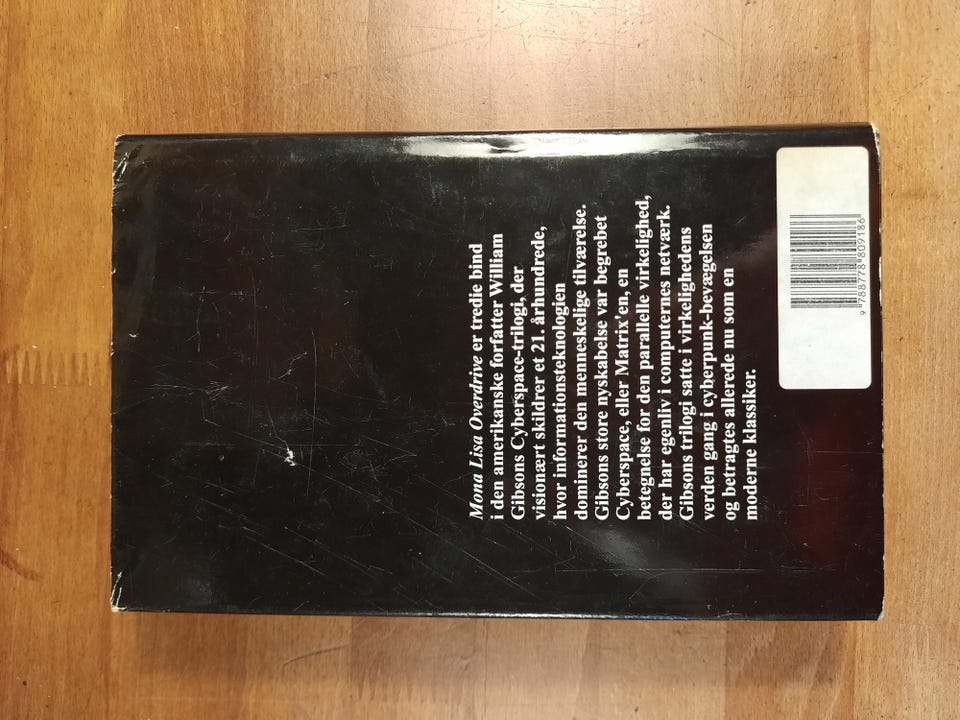 Mona Lisa Overdrive er tredie bind
i den amerikanske forfatter William
Gibsons Cyberspace-trilogi, der
visionært skildrer et 21. århundrede,
hvor informationsteknologien
dominerer den menneskelige tilværelse.
Gibsons store nyskabelse var begrebet
Cyberspace, eller Matrix'en, en
betegnelse for den parallelle virkelighed,
der har egenliv i computernes netværk.
Gibsons trilogi satte i virkelighedens
verden gang i cyberpunk-bevægelsen
og betragtes allerede nu som en
moderne klassiker.
9 788778 809186